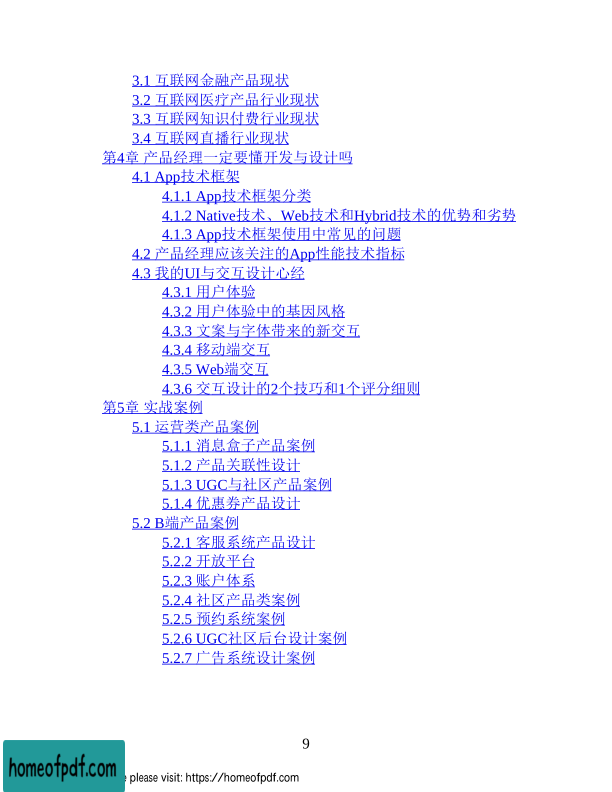 3.1 互联网金融产品现状
3.2 互联网医疗产品行业现状
3.3 互联网知识付费行业现状
3.4 互联网直播行业现状
第4章 产品经理一定要懂开发与设计吗
4.1 App技术框架
4.1.1 App技术框架分类
4.1.2 Native技术、Web技术和Hybrid技术的优势和劣势
4.1.3 App技术框架使用中常见的问题
4.2 产品经理应该关注的App性能技术指标
4.3 我的UI与交互设计心经
4.3.1 用户体验
4.3.2 用户体验中的基因风格
4.3.3 文案与字体带来的新交互
4.3.4 移动端交互
4.3.5 Web端交互
4.3.6 交互设计的2个技巧和1个评分细则
第5章 实战案例
5.1 运营类产品案例
5.1.1 消息盒子产品案例
5.1.2 产品关联性设计
5.1.3 UGC与社区产品案例
5.1.4 优惠券产品设计
5.2 B端产品案例
5.2.1 客服系统产品设计
5.2.2 开放平台
5.2.3 账户体系
5.2.4 社区产品类案例
5.2.5 预约系统案例
5.2.6 UGC社区后台设计案例
5.2.7 广告系统设计案例
9
homeofpdf.com
please visit: https://homeofpdf.com